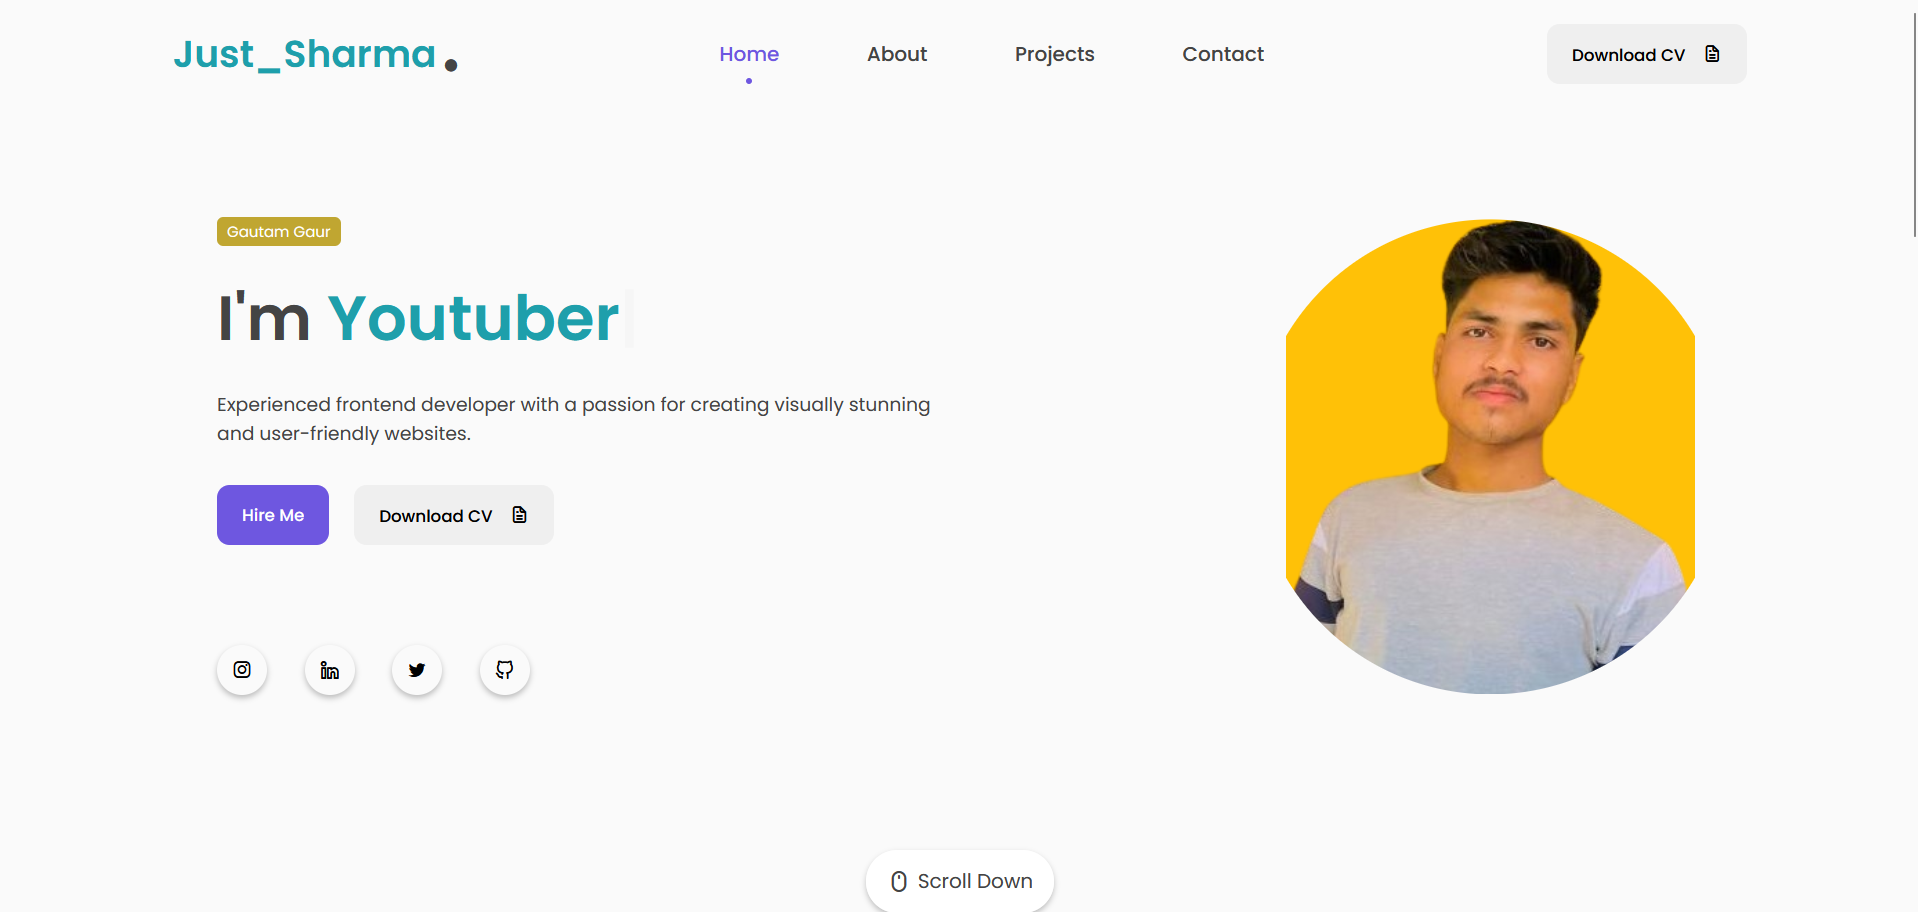 Just_Sharma.
Home
About
Projects
Contact
Download CV
Gautam Gaur
I'm Youtuber
Experienced frontend developer with a passion for creating visually stunning
and user-friendly websites.
Hire Me
Download CV
Scroll Down